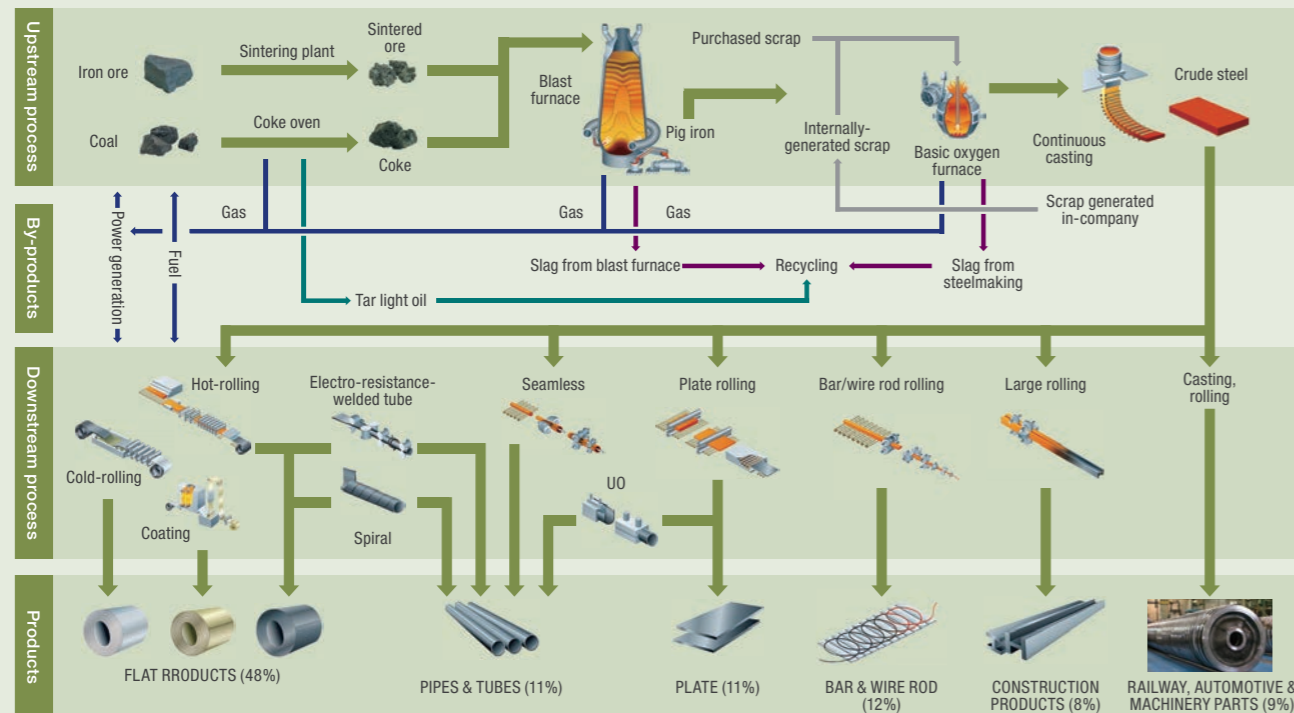 Upstream process
Iron ore
Sintering plant
Sintered
ore
Coal
Coke oven
Coke
Blast
furnace
Pig iron
Purchased scrap
Internally-
generated scrap
Basic oxygen
furnace
Continuous
casting
Crude steel
By-products
Power generation
Fuel
Gas
Gas
Gas
Scrap generated
in-company
Slag from blast furnace
Recycling
Slag from
steelmaking
Tar light oil
Downstream process
Hot-rolling
Electro-resistance-
welded tube
Seamless
Plate rolling
Bar/wire rod rolling
Large rolling
Casting,
rolling
Cold-rolling
UO
Coating
Spiral
Products
FLAT RRODUCTS (48%)
PIPES & TUBES (11%)
PLATE (11%)
BAR & WIRE ROD
(12%)
CONSTRUCTION
PRODUCTS (8%)
RAILWAY, AUTOMOTIVE &
MACHINERY PARTS (9%)